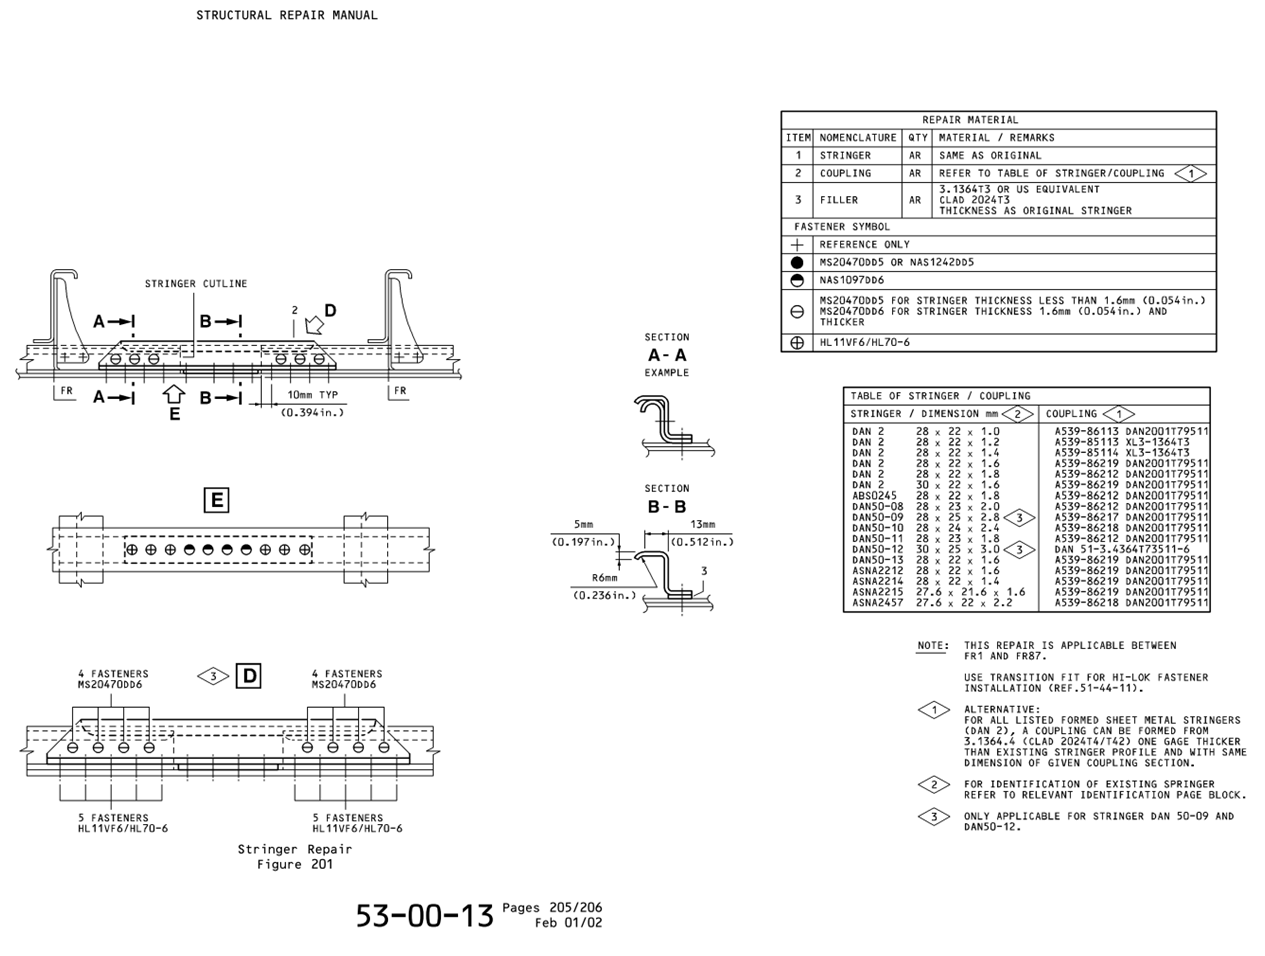 STRUCTURAL REPAIR MANUAL
REPAIR MATERIAL
ITEM NOMENCLATURE QTY MATERIAL / REMARKS
1 STRINGER AR SAME AS ORIGINAL
2 COUPLING AR REFER TO TABLE OF STRINGER/COUPLING 1
3 FILLER AR 3.1364T3 OR US EQUIVALENT
CLAD 2024T3
THICKNESS AS ORIGINAL STRINGER
FASTENER SYMBOL
REFERENCE ONLY
MS20470DD5 OR NAS1242DD5
NAS1097DD6
MS20470DD5 FOR STRINGER THICKNESS LESS THAN 1.6mm (0.054in.)
MS20470DD6 FOR STRINGER THICKNESS 1.6mm (0.054in.) AND
THICKER
HL11VF6/HL70-6
STRINGER CUTLINE
2 D
A B
FR FR
A B
E
10mm TYP
(0.394in.)
SECTION
A-A
EXAMPLE
TABLE OF STRINGER / COUPLING
STRINGER / DIMENSION mm 2 COUPLING 1
DAN 2 28 x 22 x 1.0 A539-86113 DAN2001T79511
DAN 2 28 x 22 x 1.2 A539-85113 XL3-1364T3
DAN 2 28 x 22 x 1.4 A539-85114 XL3-1364T3
DAN 2 28 x 22 x 1.6 A539-86219 DAN2001T79511
DAN 2 28 x 22 x 1.8 A539-86212 DAN2001T79511
DAN 2 30 x 22 x 1.6 A539-86219 DAN2001T79511
ABS0245 28 x 22 x 1.8 A539-86212 DAN2001T79511
DAN50-08 28 x 23 x 2.0 A539-86212 DAN2001T79511
DAN50-09 28 x 25 x 2.8 3 A539-86217 DAN2001T79511
DAN50-10 28 x 24 x 2.4 A539-86218 DAN2001T79511
DAN50-11 28 x 23 x 1.8 A539-86212 DAN2001T79511
DAN50-12 30 x 25 x 3.0 3 DAN 51-3.4364T73511-6
DAN50-13 28 x 22 x 1.6 A539-86219 DAN2001T79511
ASNA2212 28 x 22 x 1.6 A539-86219 DAN2001T79511
ASNA2214 28 x 22 x 1.4 A539-86219 DAN2001T79511
ASNA2215 27.6 x 21.6 x 1.6 A539-86219 DAN2001T79511
ASNA2457 27.6 x 22 x 2.2 A539-86218 DAN2001T79511
E
SECTION
B-B
5mm
(0.197in.)
13mm
(0.512in.)
R6mm
(0.236in.)
3
NOTE: THIS REPAIR IS APPLICABLE BETWEEN
FR1 AND FR87.
USE TRANSITION FIT FOR HI-LOK FASTENER
INSTALLATION (REF.51-44-11).
1 ALTERNATIVE:
FOR ALL LISTED FORMED SHEET METAL STRINGERS
(DAN 2), A COUPLING CAN BE FORMED FROM
3.1364.4 (CLAD 2024T4/T42) ONE GAGE THICKER
THAN EXISTING STRINGER PROFILE AND WITH SAME
DIMENSION OF GIVEN COUPLING SECTION.
2 FOR IDENTIFICATION OF EXISTING SPRINGER
REFER TO RELEVANT IDENTIFICATION PAGE BLOCK.
3 ONLY APPLICABLE FOR STRINGER DAN 50-09 AND
DAN50-12.
3 D
4 FASTENERS
MS20470DD6
4 FASTENERS
MS20470DD6
5 FASTENERS
HL11VF6/HL70-6
5 FASTENERS
HL11VF6/HL70-6
Stringer Repair
Figure 201
53-00-13 Pages 205/206
Feb 01/02